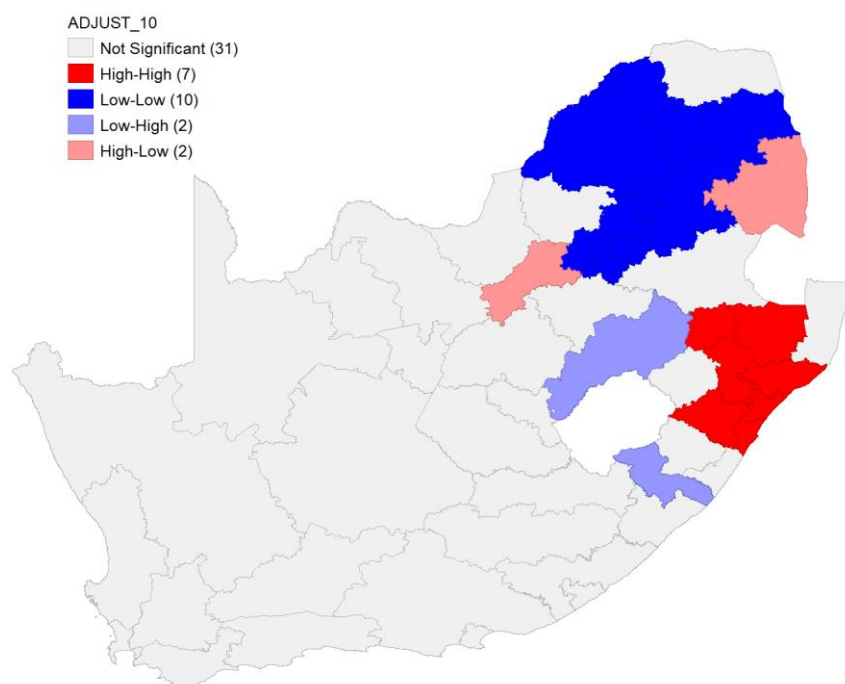 ADJUST_10
Not Significant (31)
High-High (7)
Low-Low (10)
Low-High (2)
High-Low (2)